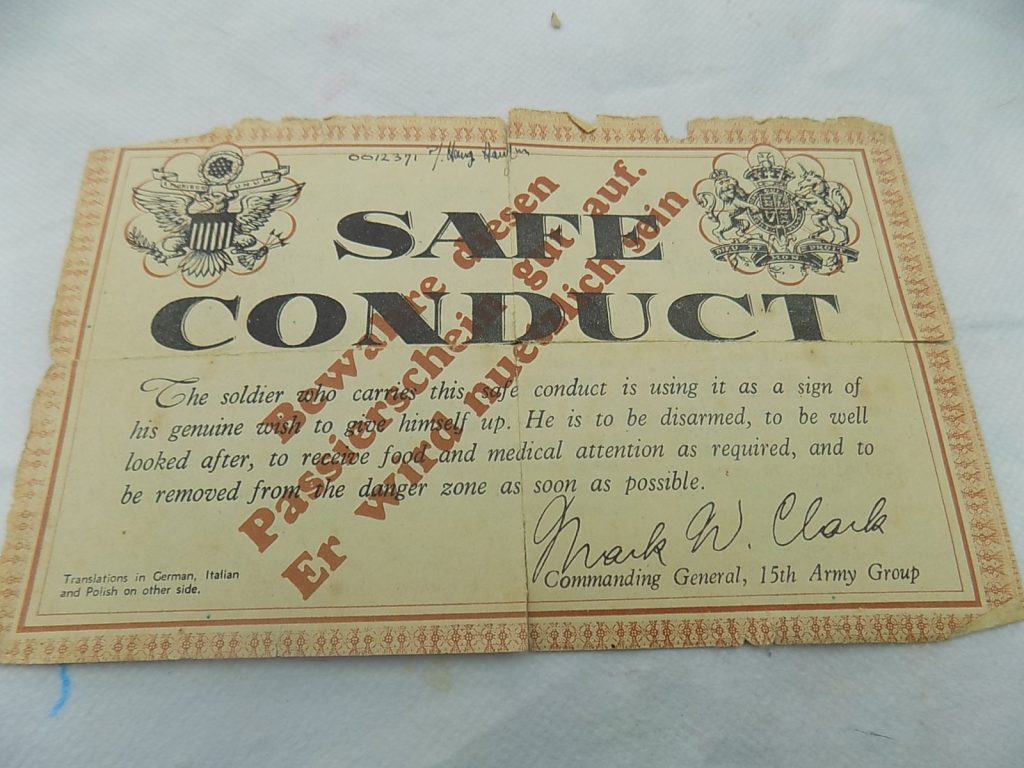 0012371
SAFE
CONDUCT
Bewahre diesen
Passierschein gut auf.
Er wird nuetzlich sein
The soldier who carries this safe conduct is using it as a sign of
his genuine wish to give himself up. He is to be disarmed, to be well
looked after, to receive food and medical attention as required, and to
be removed from the danger zone as soon as possible.
Mark W. Clark
Commanding General, 15th Army Group
Translations in German, Italian
and Polish on other side.